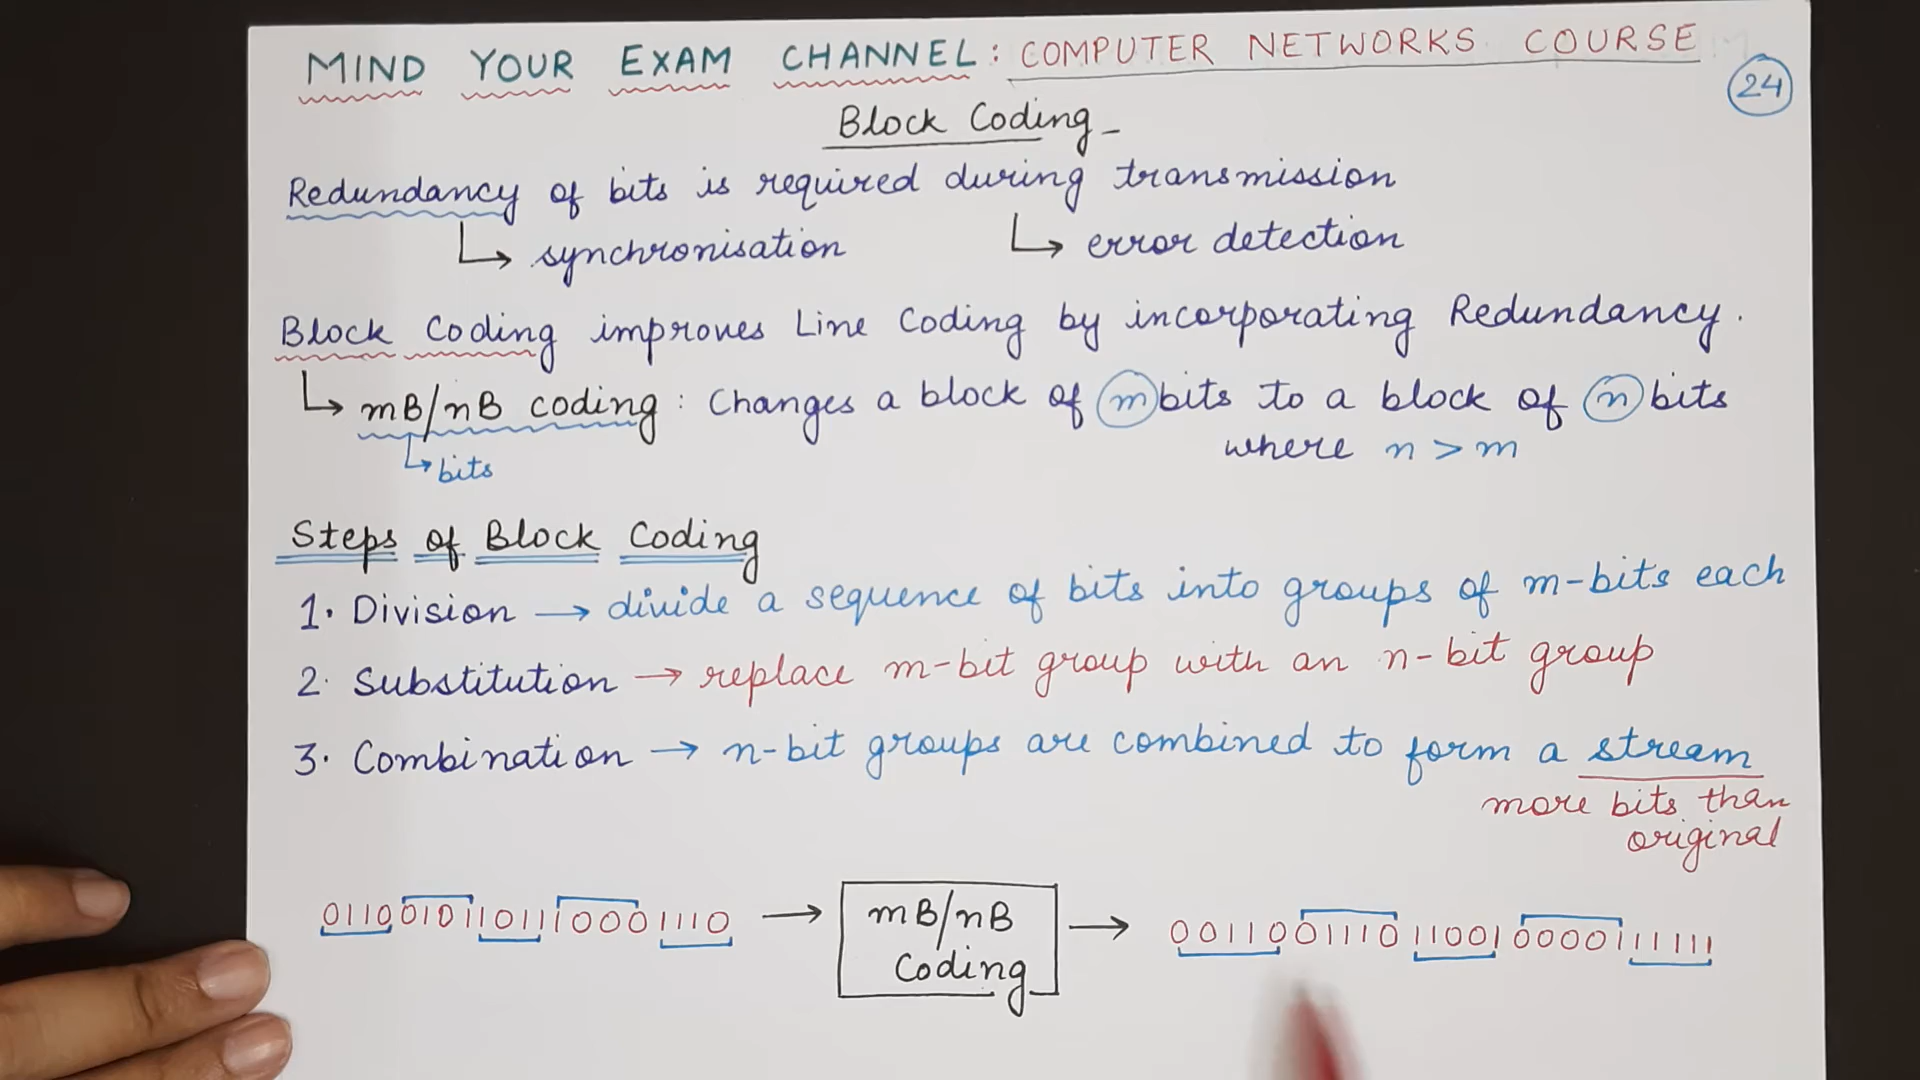 MIND YOUR EXAM CHANNEL: COMPUTER NETWORKS COURSE
24
Block Coding
Redundancy of bits is required during transmission
synchronisation error detection
Block Coding improves Line Coding by incorporating Redundancy.
mB/nB coding: Changes a block of m bits to a block of n bits
bits where n > m
Steps of Block Coding
1. Division → divide a sequence of bits into groups of m-bits each
2. Substitution → replace m-bit group with an n-bit group
3. Combination → n-bit groups are combined to form a stream
more bits than
original
01100101101110001110 → mB/nB Coding → 0011001110110010000111111